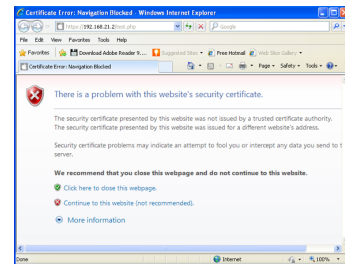 Certificate Error: Navigation Blocked - Windows Internet Explorer
https://192.168.21.2/task.php
Google
File Edit View Favorites Tools Help
Favorites Download Adobe Reader 9.... Suggested Sites Free Hotmail Web Slice Gallery
Certificate Error: Navigation Blocked Page Safety Tools
There is a problem with this website's security certificate.
The security certificate presented by this website was not issued by a trusted certificate authority.
The security certificate presented by this website was issued for a different website's address.
Security certificate problems may indicate an attempt to fool you or intercept any data you send to t
server.
We recommend that you close this webpage and do not continue to this website.
Click here to close this webpage.
Continue to this website (not recommended).
More information
Done Internet 100%